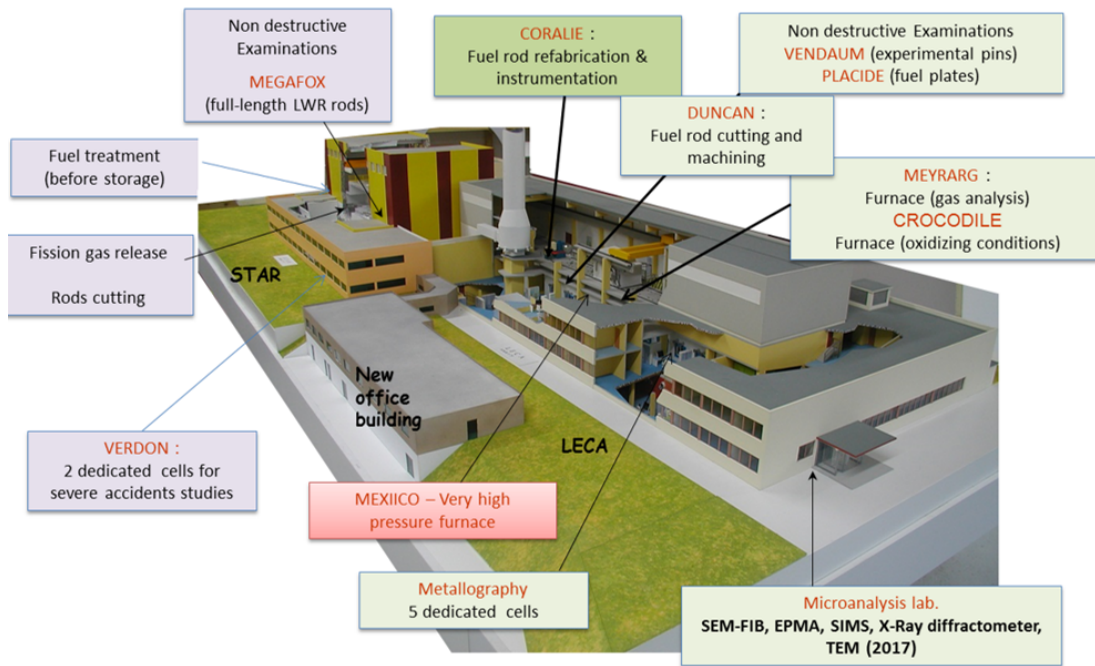 Non destructive
Examinations
MEGAFOX
(full-length LWR rods)
CORALIE :
Fuel rod refabrication &
instrumentation
Non destructive Examinations
VENDAUM (experimental pins)
PLACIDE (fuel plates)
DUNCAN :
Fuel rod cutting and
machining
Fuel treatment
(before storage)
MEYRARG :
Furnace (gas analysis)
CROCODILE
Furnace (oxidizing conditions)
Fission gas release
Rods cutting
STAR
LECA
New
office
building
LECA
VERDON :
2 dedicated cells for
severe accidents studies
MEXIICO – Very high
pressure furnace
Metallography
5 dedicated cells
Microanalysis lab.
SEM-FIB, EPMA, SIMS, X-Ray diffractometer,
TEM (2017)